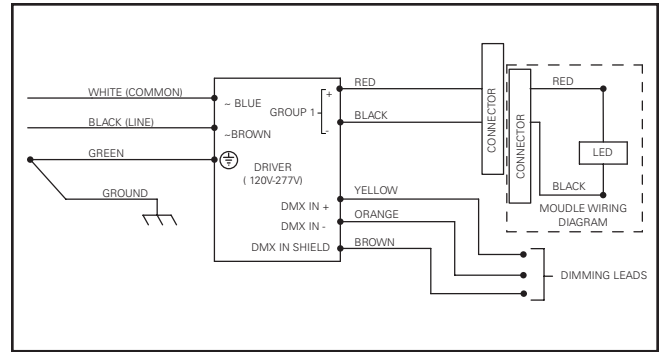 WHITE (COMMON)
~ BLUE
BLACK (LINE)
~BROWN
GREEN
GROUND
GROUP 1
+
-
DRIVER
( 120V-277V)
DMX IN +
DMX IN -
DMX IN SHIELD
RED
BLACK
YELLOW
ORANGE
BROWN
CONNECTOR
CONNECTOR
RED
LED
BLACK
MOUDLE WIRING
DIAGRAM
DIMMING LEADS